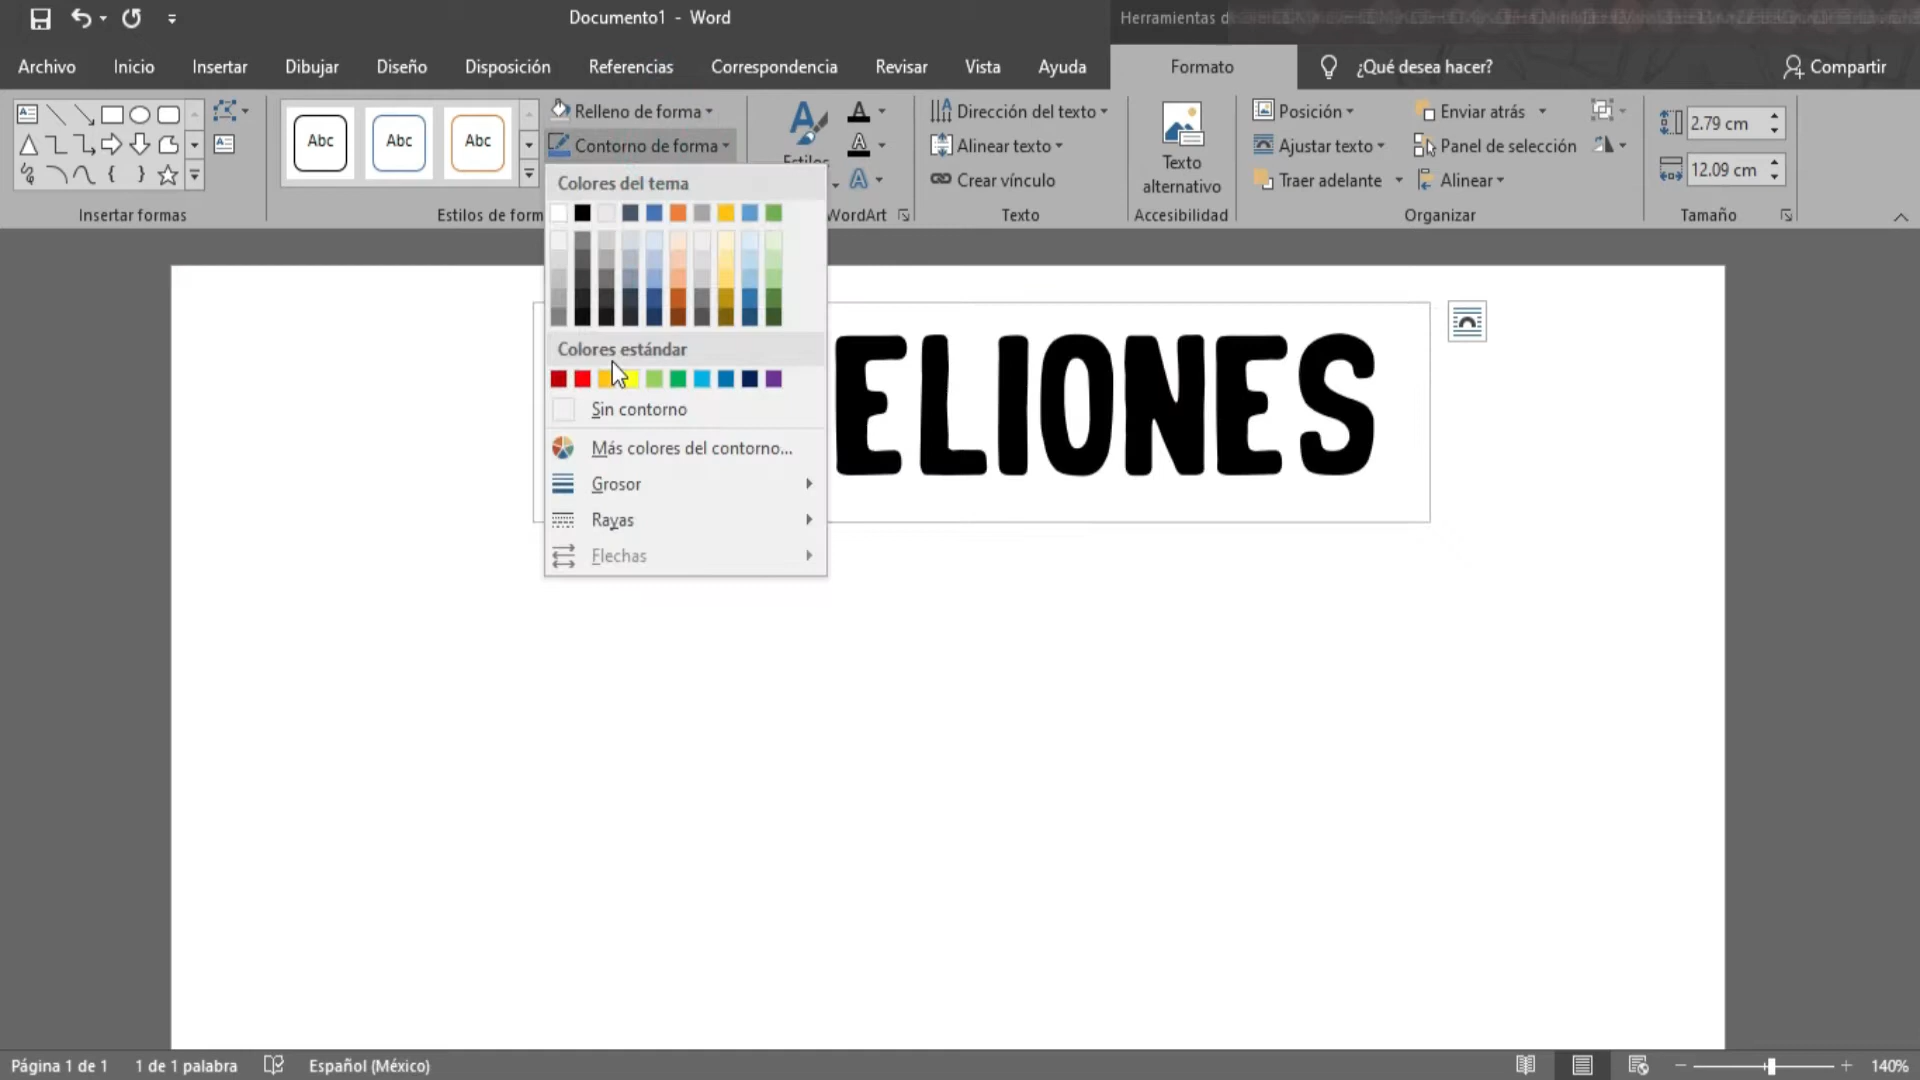 Documento1 - Word
Herramientas d
Archivo Inicio Insertar Dibujar Diseño Disposición Referencias Correspondencia Revisar Vista Ayuda Formato ¿Qué desea hacer? Compartir
Abc Abc Abc
Relleno de forma
Contorno de forma
Dirección del texto
Alinear texto
Crear vínculo
Texto
alternativo
Posición
Ajustar texto
Traer adelante
Enviar atrás
Panel de selección
Alinear
2.79 cm
12.09 cm
Insertar formas
Estilos de form
WordArt
Texto
Accesibilidad
Organizar
Tamaño
Colores del tema
Colores estándar
Sin contorno
Más colores del contorno...
Grosor
Rayas
Flechas
ELIONES
Página 1 de 1 1 de 1 palabra Español (México) 140%